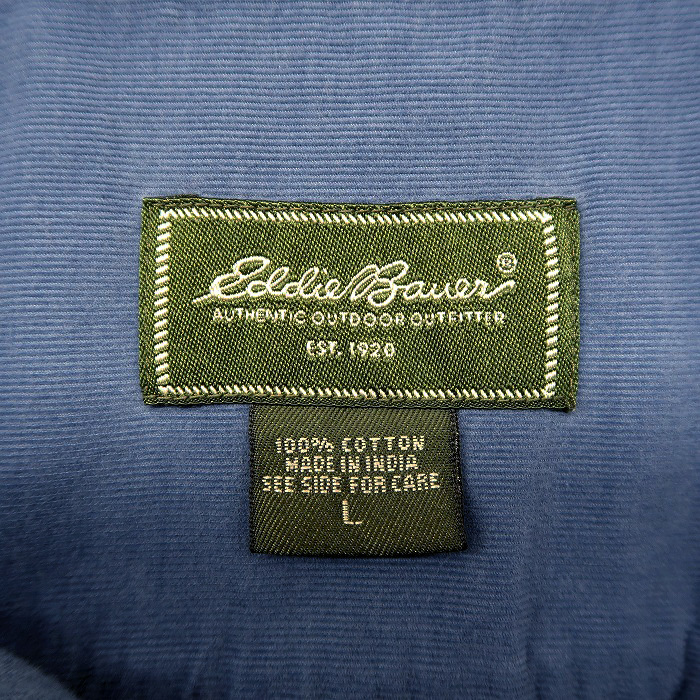 Eddie Bauer®
AUTHENTIC OUTDOOR OUTFITTER
EST. 1920
100% COTTON
MADE IN INDIA
SEE SIDE FOR CARE
L